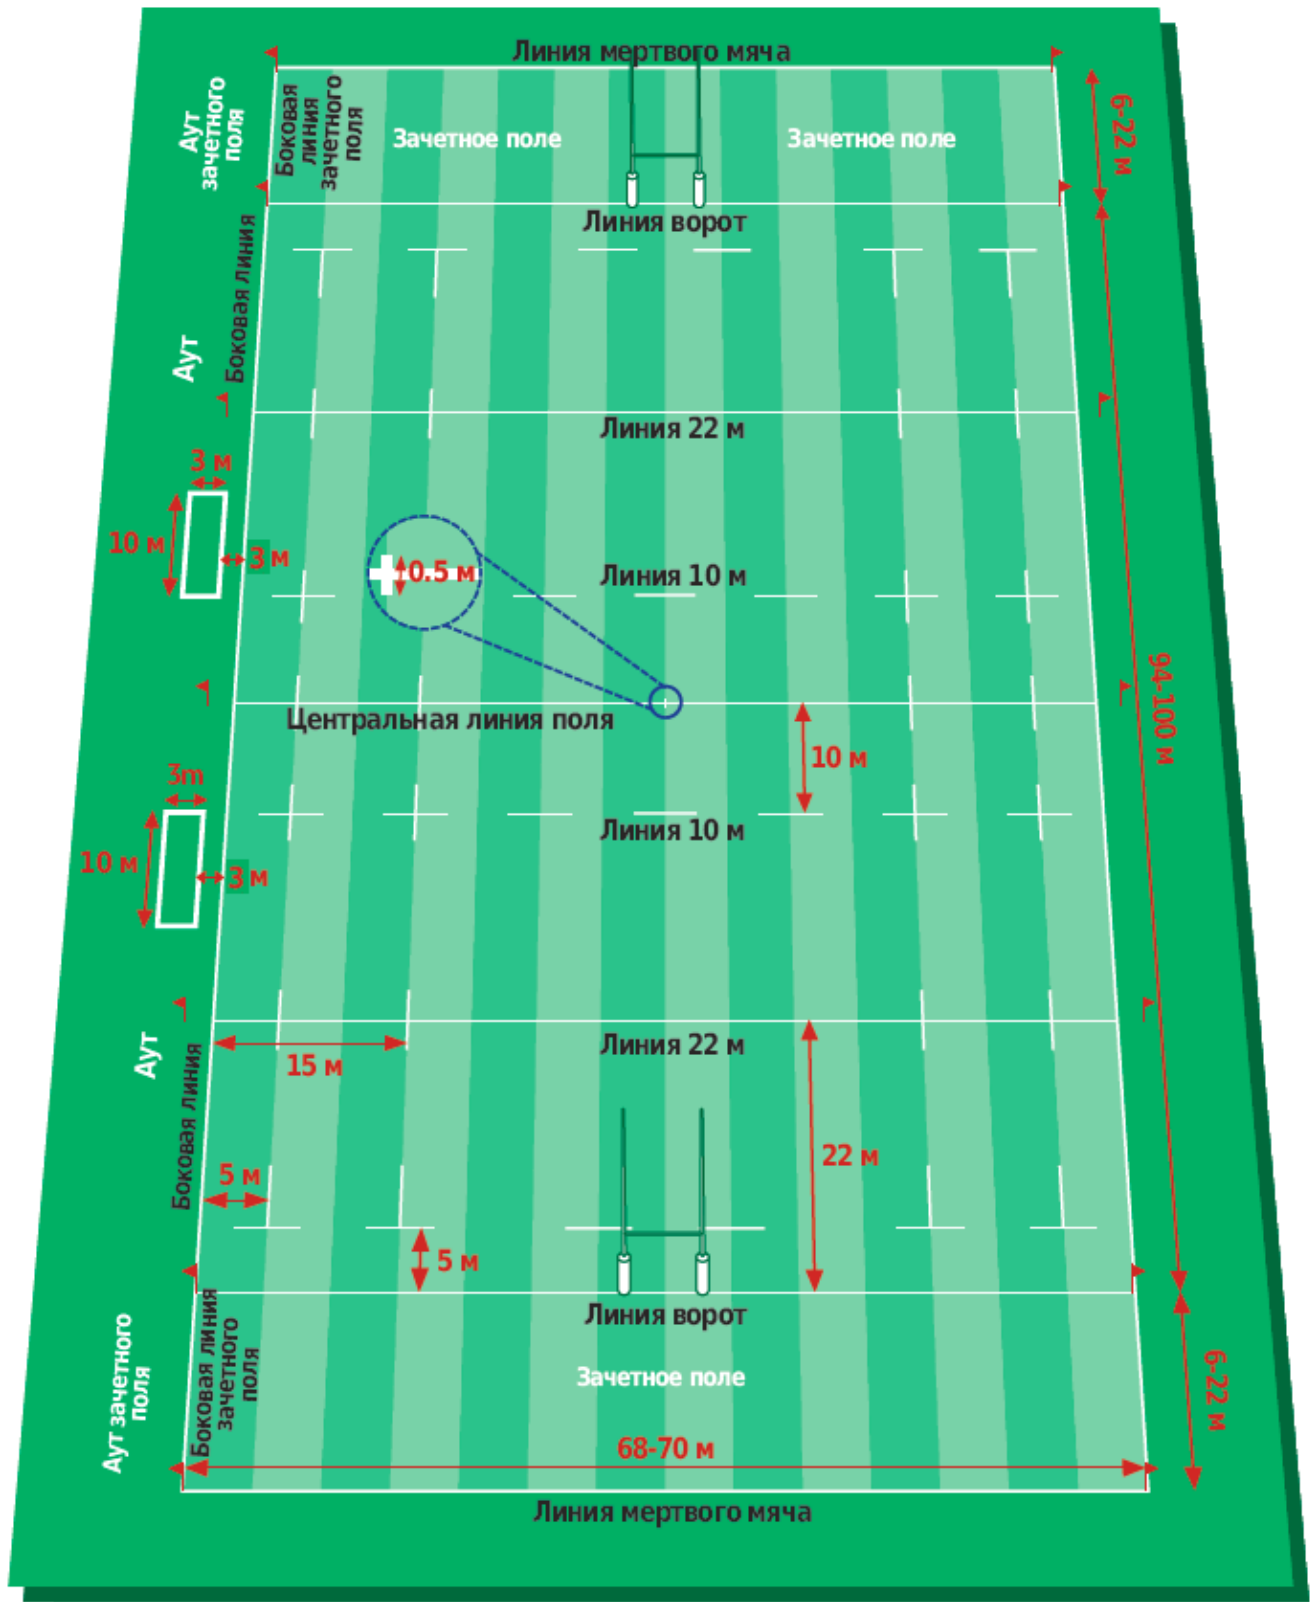 Линия мертвого мяча
Аут
зачетного
поля
Боковая
линия
зачетного
поля
Зачетное поле
Зачетное поле
6-22 м
Линия ворот
Боковая линия
Аут
Линия 22 м
3 м
10 м
3 м
0.5 м
Линия 10 м
94-100 м
Центральная линия поля
10 м
3m
Линия 10 м
10 м
3 м
Аут
Линия 22 м
15 м
Боковая линия
22 м
5 м
5 м
Линия ворот
Аут зачетного
поля
Боковая линия
зачетного
поля
Зачетное поле
6-22 м
68-70 м
Линия мертвого мяча